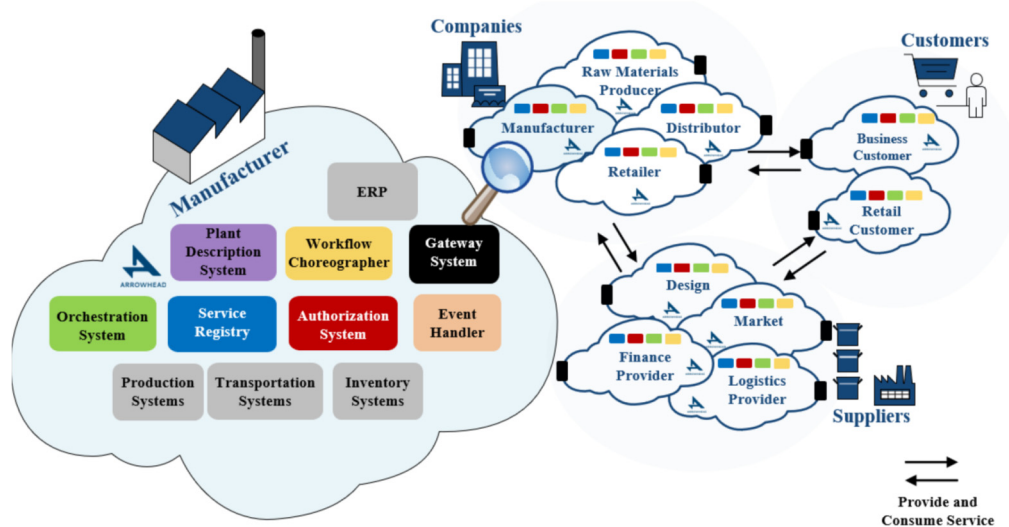 Companies
Customers
Raw Materials
Producer
Manufacturer
Distributor
Retailer
Business
Customer
Retail
Customer
Manufacturer
ERP
Plant
Description
System
Workflow
Choreographer
Gateway
System
ARROWHEAD
Orchestration
System
Service
Registry
Authorization
System
Event
Handler
Production
Systems
Transportation
Systems
Inventory
Systems
Design
Market
Finance
Provider
Logistics
Provider
Suppliers
Provide and
Consume Service